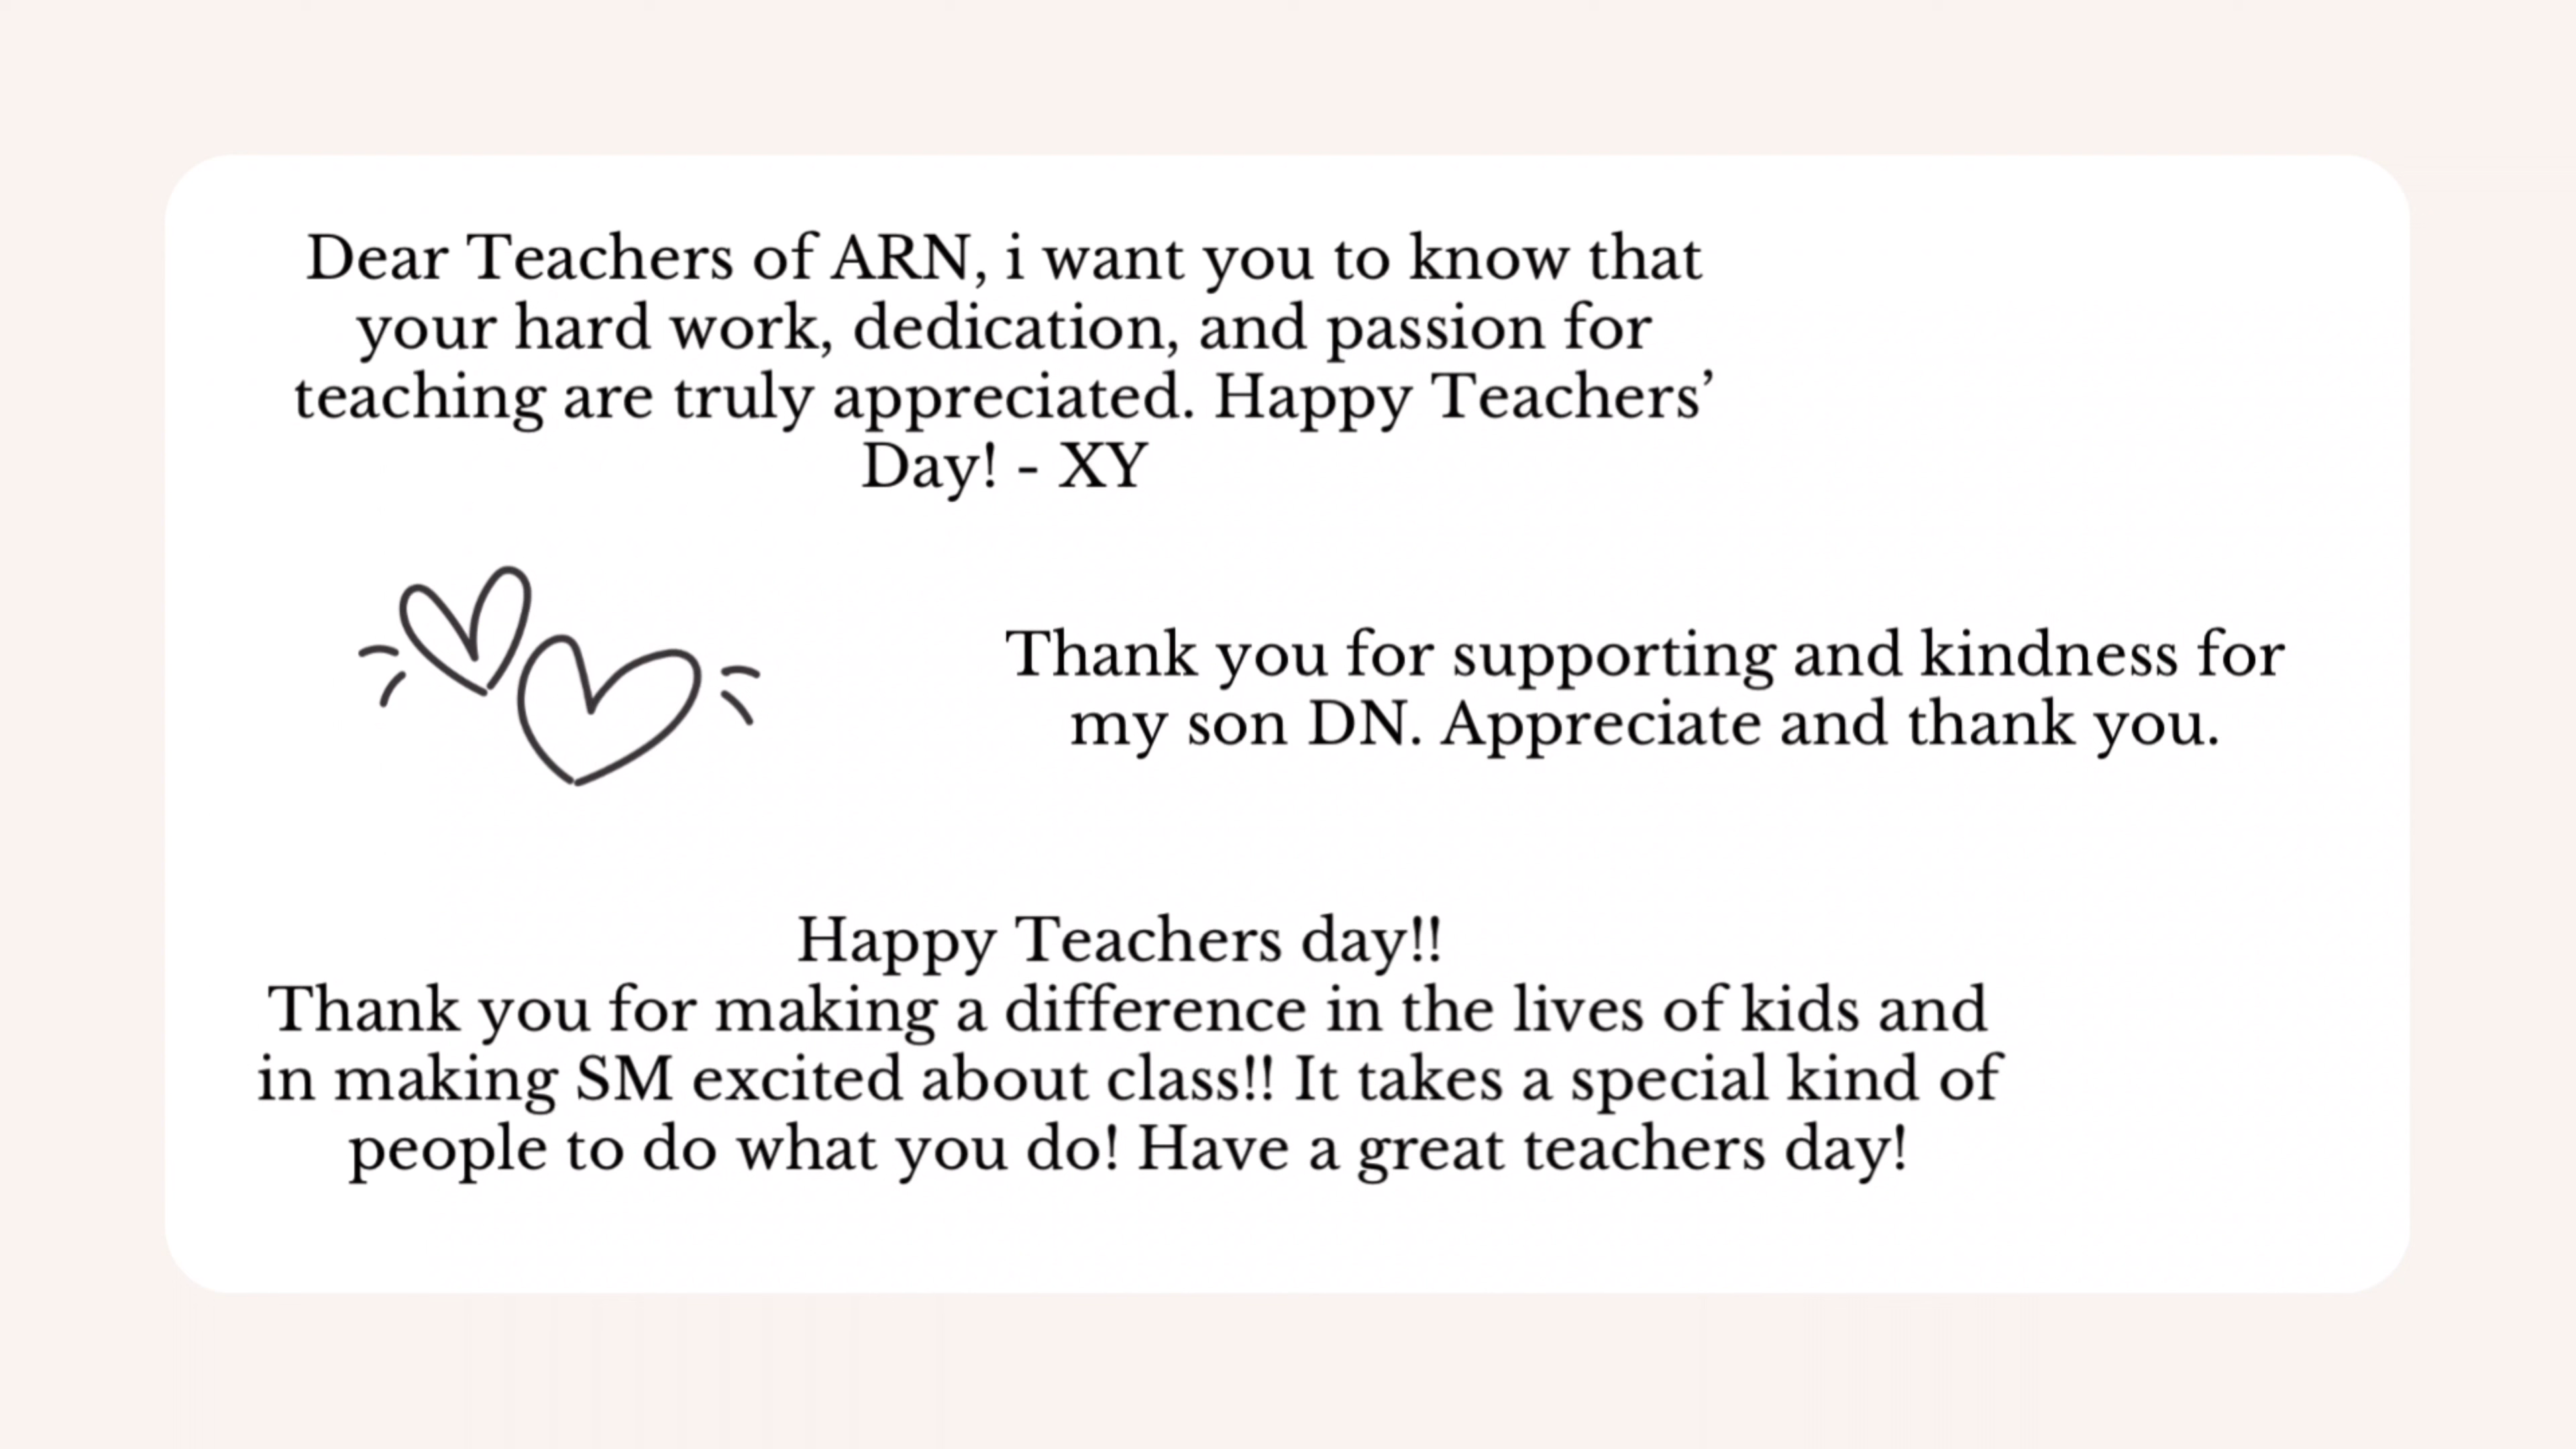 Dear Teachers of ARN, i want you to know that
your hard work, dedication, and passion for
teaching are truly appreciated. Happy Teachers’
Day! - XY
Thank you for supporting and kindness for
my son DN. Appreciate and thank you.
Happy Teachers day!!
Thank you for making a difference in the lives of kids and
in making SM excited about class!! It takes a special kind of
people to do what you do! Have a great teachers day!